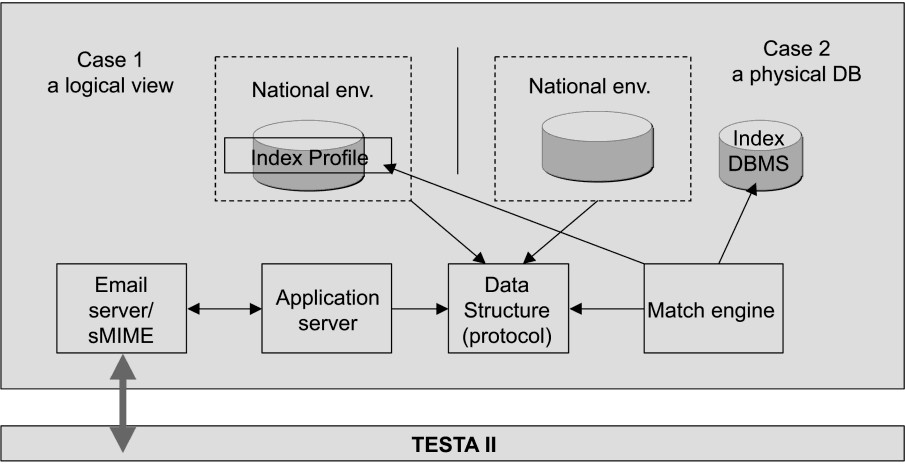 Case 1
a logical view
National env.
Index Profile
National env.
Case 2
a physical DB
Index
DBMS
Email
server/
sMIME
Application
server
Data
Structure
(protocol)
Match engine
TESTA II